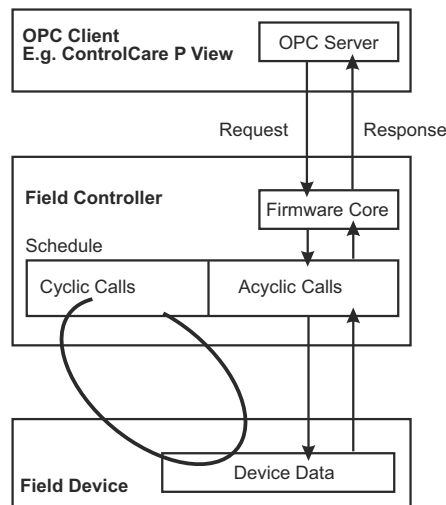 OPC Client
E.g. ControlCare P View
OPC Server
Request
Response
Field Controller
Firmware Core
Schedule
Cyclic Calls
Acyclic Calls
Device Data
Field Device